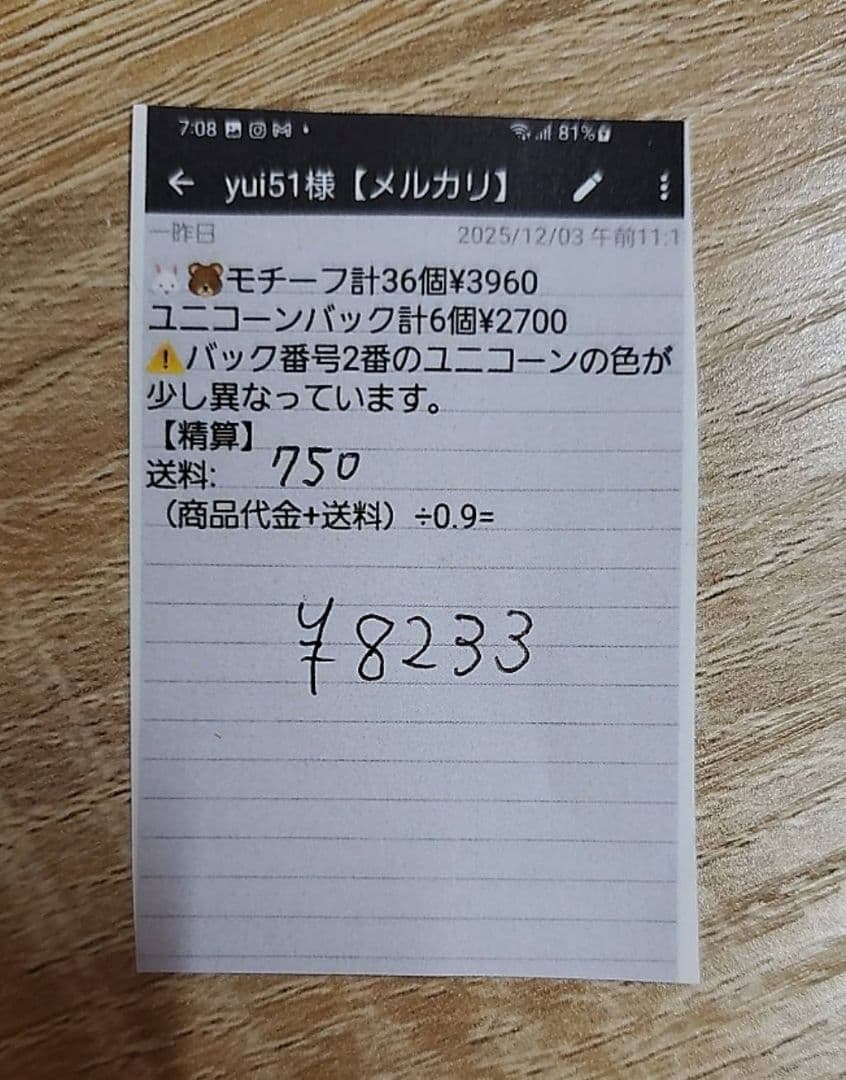 7:08 81%
← yui51様【メルカリ】
一昨日 2025/12/03 午前11:1
🐰🐻モチーフ計36個¥3960
ユニコーンバック計6個¥2700
⚠️バック番号2番のユニコーンの色が
少し異なっています。
【精算】
送料: 750
（商品代金+送料）÷0.9=
¥8233